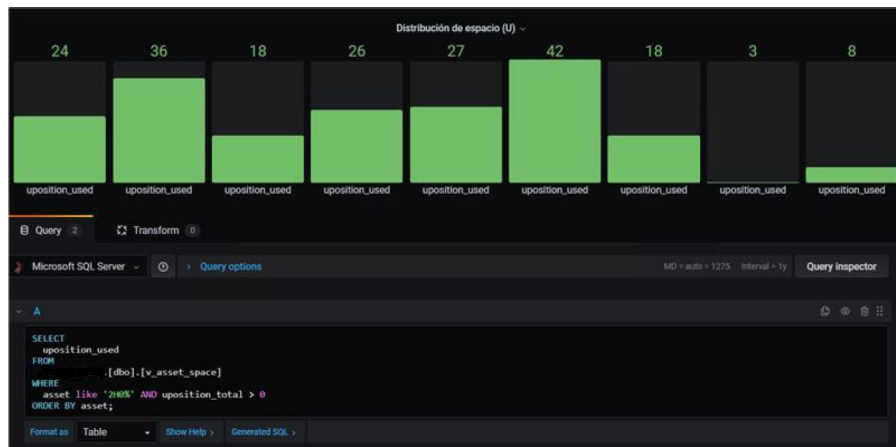 Distribución de espacio (U)
24 36 18 26 27 42 18 3 8
uposition_used uposition_used uposition_used uposition_used uposition_used uposition_used uposition_used uposition_used uposition_used
Query 2 Transform 0
Microsoft SQL Server Query options MD = auto = 1275 Interval = 1y Query inspector
A
SELECT
uposition_used
FROM
.[dbo].[v_asset_space]
WHERE
asset like '2H0%' AND uposition_total > 0
ORDER BY asset;
Format as Table Show Help > Generated SQL >